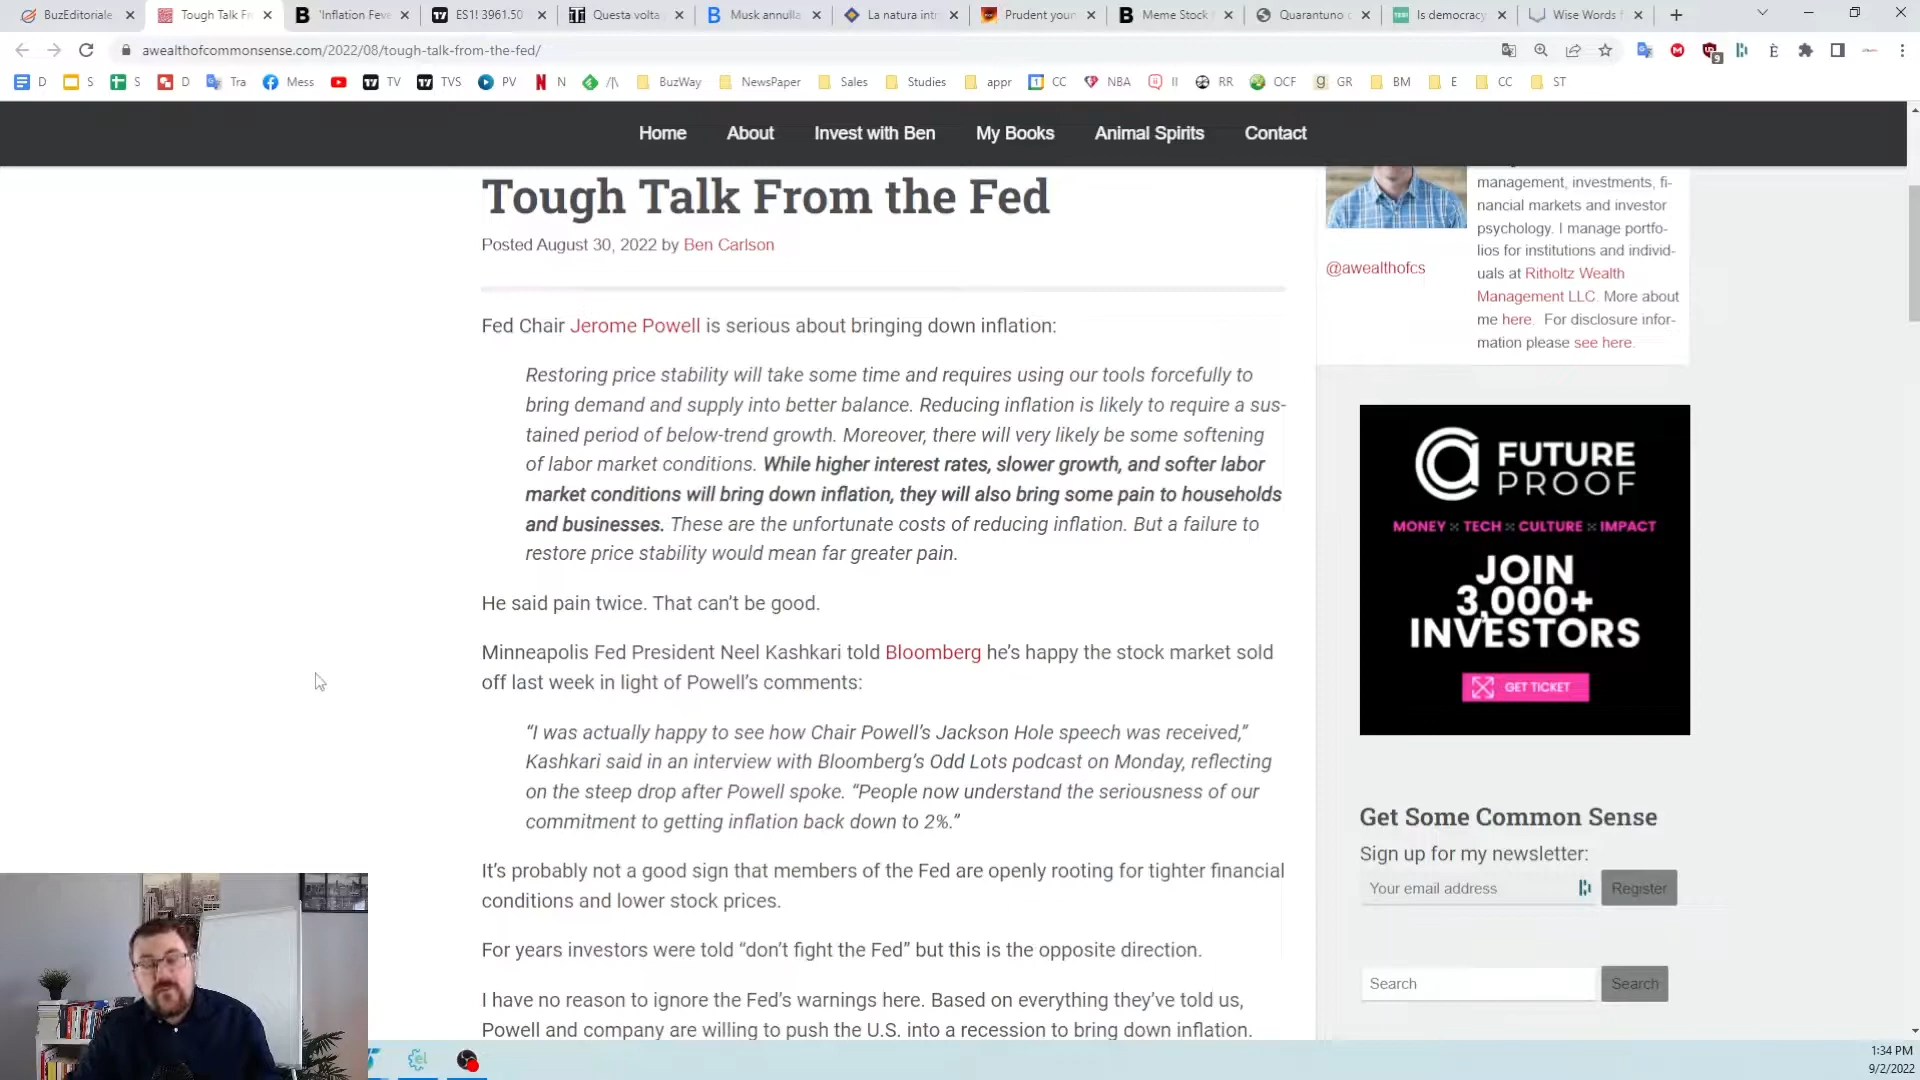 BuzEditoriale
Tough Talk Fr
'Inflation Feve
ES1! 3961.50
Questa volta
Musk annulla
La natura intr
Prudent youn
Meme Stock
Quarantuno c
Is democracy
Wise Words f
awealthofcommonsense.com/2022/08/tough-talk-from-the-fed/
9
D
S
S
D
Tra
Mess
TV
TVS
PV
N
BuzWay
NewsPaper
Sales
Studies
appr
CC
NBA
II
RR
OCF
GR
BM
E
CC
ST
Home
About
Invest with Ben
My Books
Animal Spirits
Contact
Tough Talk From the Fed
Posted August 30, 2022 by Ben Carlson
Fed Chair Jerome Powell is serious about bringing down inflation:
Restoring price stability will take some time and requires using our tools forcefully to
bring demand and supply into better balance. Reducing inflation is likely to require a sus-
tained period of below-trend growth. Moreover, there will very likely be some softening
of labor market conditions. While higher interest rates, slower growth, and softer labor
market conditions will bring down inflation, they will also bring some pain to households
and businesses. These are the unfortunate costs of reducing inflation. But a failure to
restore price stability would mean far greater pain.
He said pain twice. That can't be good.
Minneapolis Fed President Neel Kashkari told Bloomberg he's happy the stock market sold
off last week in light of Powell's comments:
“I was actually happy to see how Chair Powell's Jackson Hole speech was received,”
Kashkari said in an interview with Bloomberg's Odd Lots podcast on Monday, reflecting
on the steep drop after Powell spoke. “People now understand the seriousness of our
commitment to getting inflation back down to 2%.”
It's probably not a good sign that members of the Fed are openly rooting for tighter financial
conditions and lower stock prices.
For years investors were told “don't fight the Fed” but this is the opposite direction.
I have no reason to ignore the Fed's warnings here. Based on everything they've told us,
Powell and company are willing to push the U.S. into a recession to bring down inflation.
management, investments, fi-
nancial markets and investor
psychology. I manage portfo-
lios for institutions and individ-
uals at Ritholtz Wealth
Management LLC. More about
me here. For disclosure infor-
mation please see here.
@awealthofcs
FUTURE
PROOF
MONEY TECH CULTURE IMPACT
JOIN
3,000+
INVESTORS
GET TICKET
Get Some Common Sense
Sign up for my newsletter:
Your email address
Register
Search
Search
1:34 PM
9/2/2022